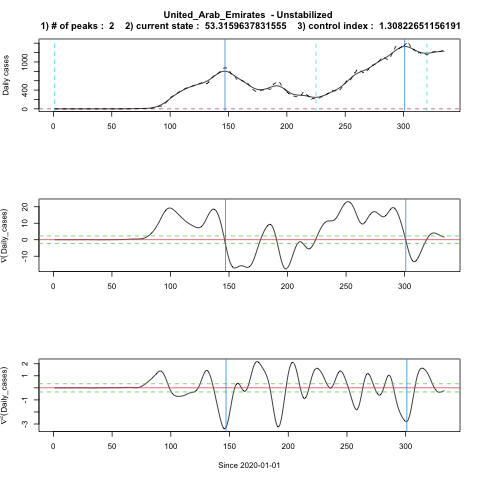 United_Arab_Emirates - Unstabilized
1) # of peaks : 2 2) current state : 53.3159637831555 3) control index : 1.30822651156191
Daily cases
0 400 1000
0 50 100 150 200 250 300
∇(Daily_cases)
-10 0 10 20
0 50 100 150 200 250 300
∇²(Daily_cases)
-3 -1 1 2
0 50 100 150 200 250 300
Since 2020-01-01